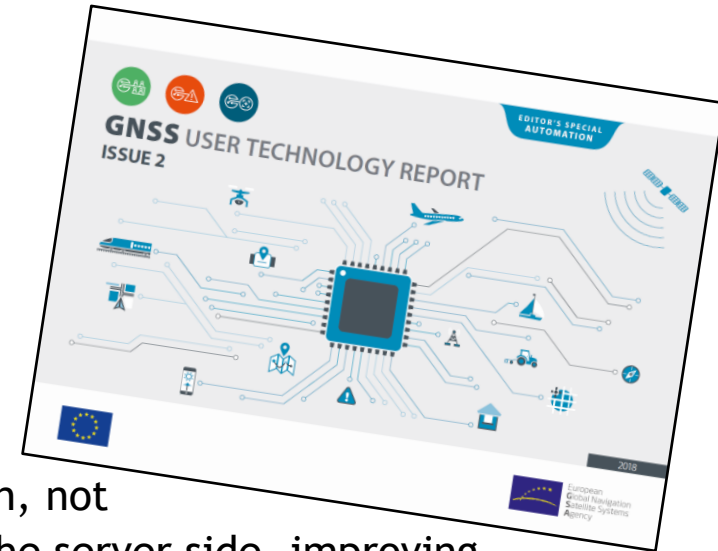 EDITOR'S SPECIAL
AUTOMATION
GNSS USER TECHNOLOGY REPORT
ISSUE 2
2018
European
Global Navigation
Satellite Systems
Agency
not
server side, improving